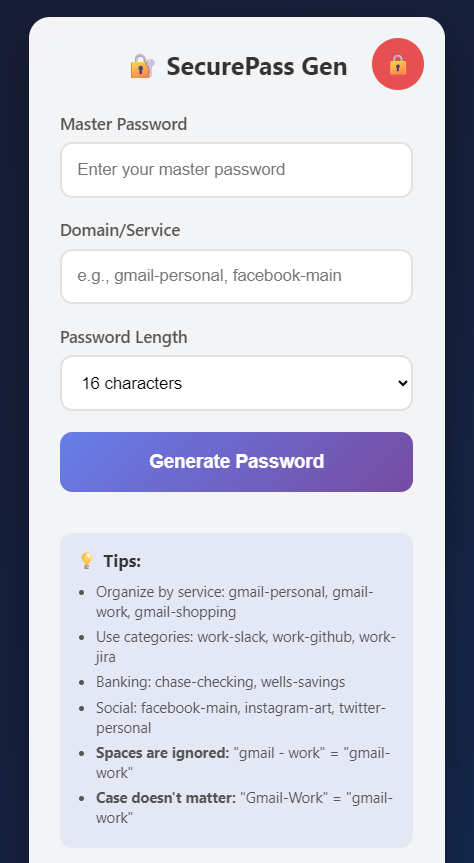 SecurePass Gen
Master Password
Enter your master password
Domain/Service
e.g., gmail-personal, facebook-main
Password Length
16 characters
Generate Password
Tips:
Organize by service: gmail-personal, gmail-
work, gmail-shopping
Use categories: work-slack, work-github, work-
jira
Banking: chase-checking, wells-savings
Social: facebook-main, instagram-art, twitter-
personal
Spaces are ignored: "gmail - work" = "gmail-
work"
Case doesn't matter: "Gmail-Work" = "gmail-
work"